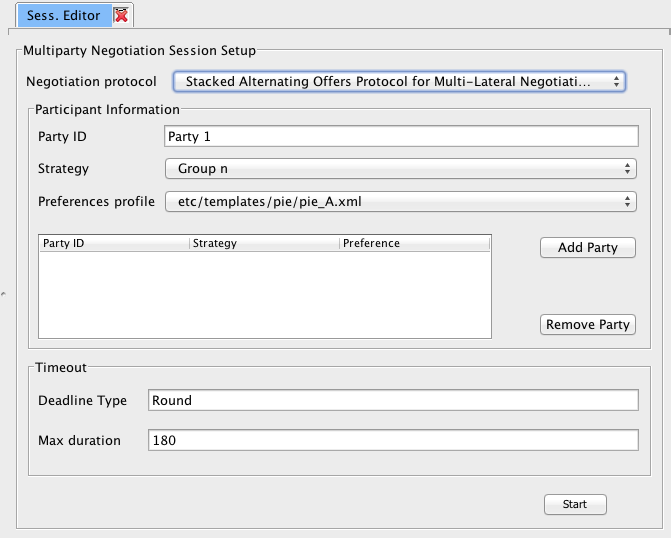 Sess. Editor
Multiparty Negotiation Session Setup
Negotiation protocol Stacked Alternating Offers Protocol for Multi-Lateral Negotiati...
Participant Information
Party ID Party 1
Strategy Group n
Preferences profile etc/templates/pie/pie_A.xml
Party ID Strategy Preference
Add Party
Remove Party
Timeout
Deadline Type Round
Max duration 180
Start